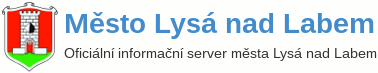 Město Lysá nad Labem
Oficiální informační server města Lysá nad Labem